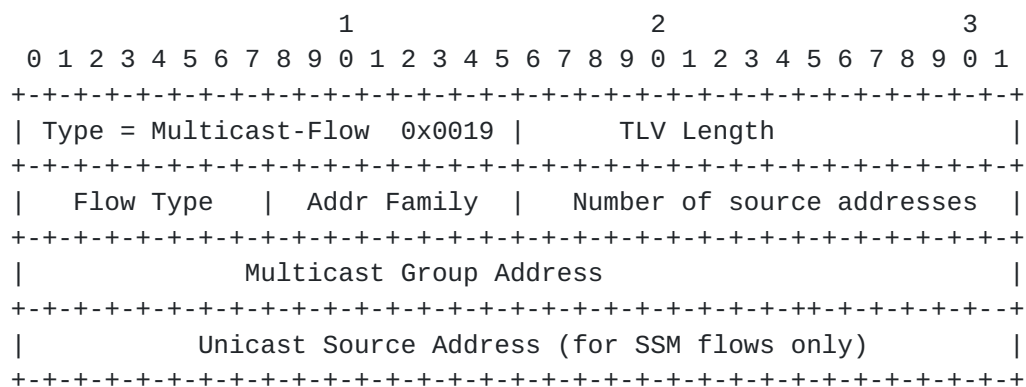 1                   2                   3
 0 1 2 3 4 5 6 7 8 9 0 1 2 3 4 5 6 7 8 9 0 1 2 3 4 5 6 7 8 9 0 1
+-+-+-+-+-+-+-+-+-+-+-+-+-+-+-+-+-+-+-+-+-+-+-+-+-+-+-+-+-+-+-+-+
| Type = Multicast-Flow  0x0019 |      TLV Length               |
+-+-+-+-+-+-+-+-+-+-+-+-+-+-+-+-+-+-+-+-+-+-+-+-+-+-+-+-+-+-+-+-+
|   Flow Type   |  Addr Family  |   Number of source addresses  |
+-+-+-+-+-+-+-+-+-+-+-+-+-+-+-+-+-+-+-+-+-+-+-+-+-+-+-+-+-+-+-+-+
|              Multicast Group Address                          |
+-+-+-+-+-+-+-+-+-+-+-+-+-+-+-+-+-+-+-+-+-+-+-+-+-++-+-+-+-+-+--+
|           Unicast Source Address (for SSM flows only)         |
+-+-+-+-+-+-+-+-+-+-+-+-+-+-+-+-+-+-+-+-+-+-+-+-+-+-+-+-+-+-+-+-+